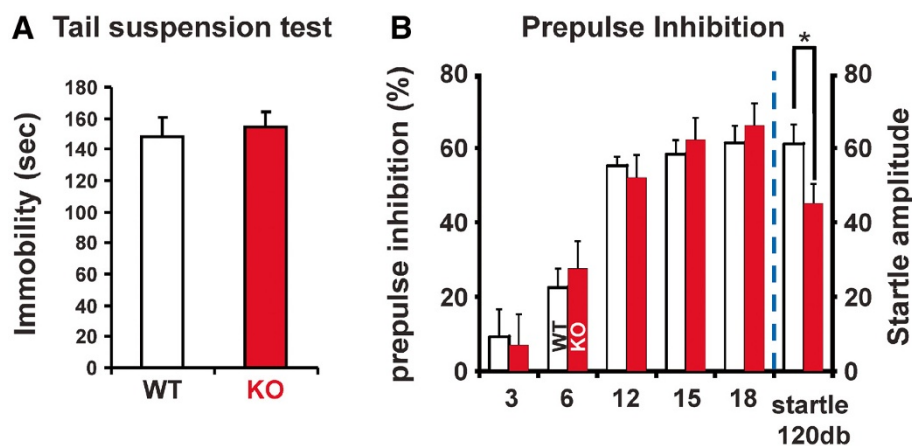 A Tail suspension test
Immobility (sec)
180
160
140
120
100
80
60
40
20
0
WT
KO
B Prepulse Inhibition
prepulse inhibition (%)
80
60
40
20
0
WT
KO
*
80
60
40
20
0
Startle amplitude
3 6 12 15 18 startle
120db